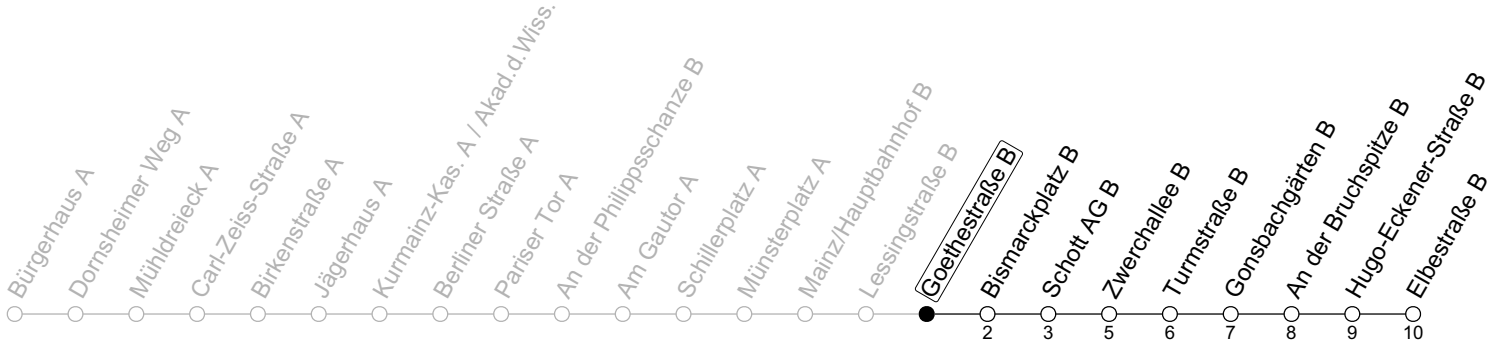 Bürgerhaus A
Dornsheimer Weg A
Mühldreieck A
Carl-Zeiss-Straße A
Birkenstraße A
Jägerhaus A
Kurmainz-Kas. A / Akad.d.Wiss.
Berliner Straße A
Pariser Tor A
An der Philippsschanze B
Am Gautor A
Schillerplatz A
Münsterplatz A
Mainz/Hauptbahnhof B
Lessingstraße B
Goethestraße B
Bismarckplatz B
Schott AG B
Zwerchallee B
Turmstraße B
Gonsbachgärten B
An der Bruchspitze B
Hugo-Eckener-Straße B
Elbestraße B
2 3 5 6 7 8 9 10